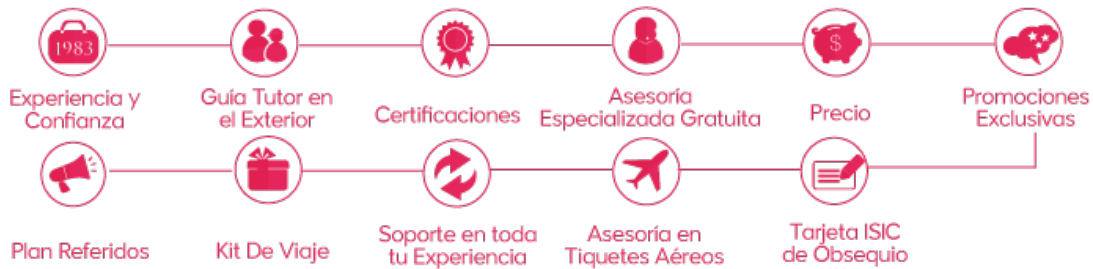 1983
Experiencia y
Confianza
Guía Tutor en
el Exterior
Certificaciones
Asesoría
Especializada Gratuita
$
Precio
Promociones
Exclusivas
Plan Referidos
Kit De Viaje
Soporte en toda
tu Experiencia
Asesoría en
Tiquetes Aéreos
Tarjeta ISIC
de Obsequio